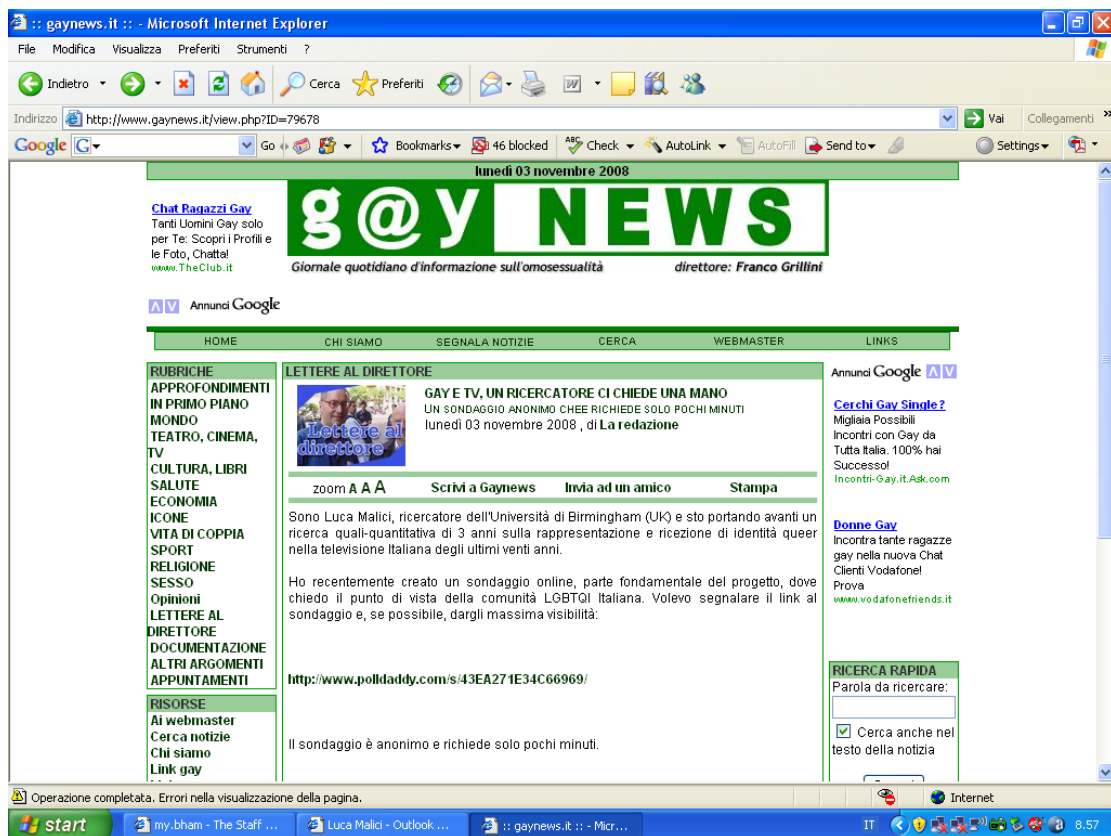 :: gaynews.it :: - Microsoft Internet Explorer
File Modifica Visualizza Preferiti Strumenti ?
Indietro Cerca Preferiti
Indirizzo http://www.gaynews.it/view.php?ID=79678 Vai Collegamenti »
Google G Go Bookmarks 46 blocked ABC Check AutoLink AutoFill Send to Settings
lunedì 03 novembre 2008
Chat Ragazzi Gay
Tanti Uomini Gay solo
per Te: Scopri i Profili e
le Foto, Chatta!
www.TheClub.it
g@y NEWS
Giornale quotidiano d'informazione sull'omosessualità direttore: Franco Grillini
Annunci Google
HOME CHI SIAMO SEGNALA NOTIZIE CERCA WEBMASTER LINKS
RUBRICHE
APPROFONDIMENTI
IN PRIMO PIANO
MONDO
TEATRO, CINEMA,
TV
CULTURA, LIBRI
SALUTE
ECONOMIA
ICONE
VITA DI COPPIA
SPORT
RELIGIONE
SESSO
Opinioni
LETTERE AL
DIRETTORE
DOCUMENTAZIONE
ALTRI ARGOMENTI
APPUNTAMENTI
RISORSE
Ai webmaster
Cerca notizie
Chi siamo
Link gay
LETTERE AL DIRETTORE
Lettere al
direttore
GAY E TV, UN RICERCATORE CI CHIEDE UNA MANO
UN SONDAGGIO ANONIMO CHEE RICHIEDE SOLO POCHI MINUTI
lunedì 03 novembre 2008 , di La redazione
zoom A A A Scrivi a Gaynews Invia ad un amico Stampa
Sono Luca Malici, ricercatore dell'Università di Birmingham (UK) e sto portando avanti un
ricerca quali-quantitativa di 3 anni sulla rappresentazione e ricezione di identità queer
nella televisione Italiana degli ultimi venti anni.
Ho recentemente creato un sondaggio online, parte fondamentale del progetto, dove
chiedo il punto di vista della comunità LGBTQI Italiana. Volevo segnalare il link al
sondaggio e, se possibile, dargli massima visibilità:
http://www.polldaddy.com/s/43EA271E34C66969/
Il sondaggio è anonimo e richiede solo pochi minuti.
Annunci Google
Cerchi Gay Single?
Migliaia Possibili
Incontri con Gay da
Tutta Italia. 100% hai
Successo!
Incontri-Gay.it.Ask.com
Donne Gay
Incontra tante ragazze
gay nella nuova Chat
Clienti Vodafone!
Prova
www.vodafonefriends.it
RICERCA RAPIDA
Parola da ricercare:
Cerca anche nel
testo della notizia
Operazione completata. Errori nella visualizzazione della pagina. Internet
start my.bham - The Staff ... Luca Malici - Outlook ... :: gaynews.it :: - Micr... IT 8.57